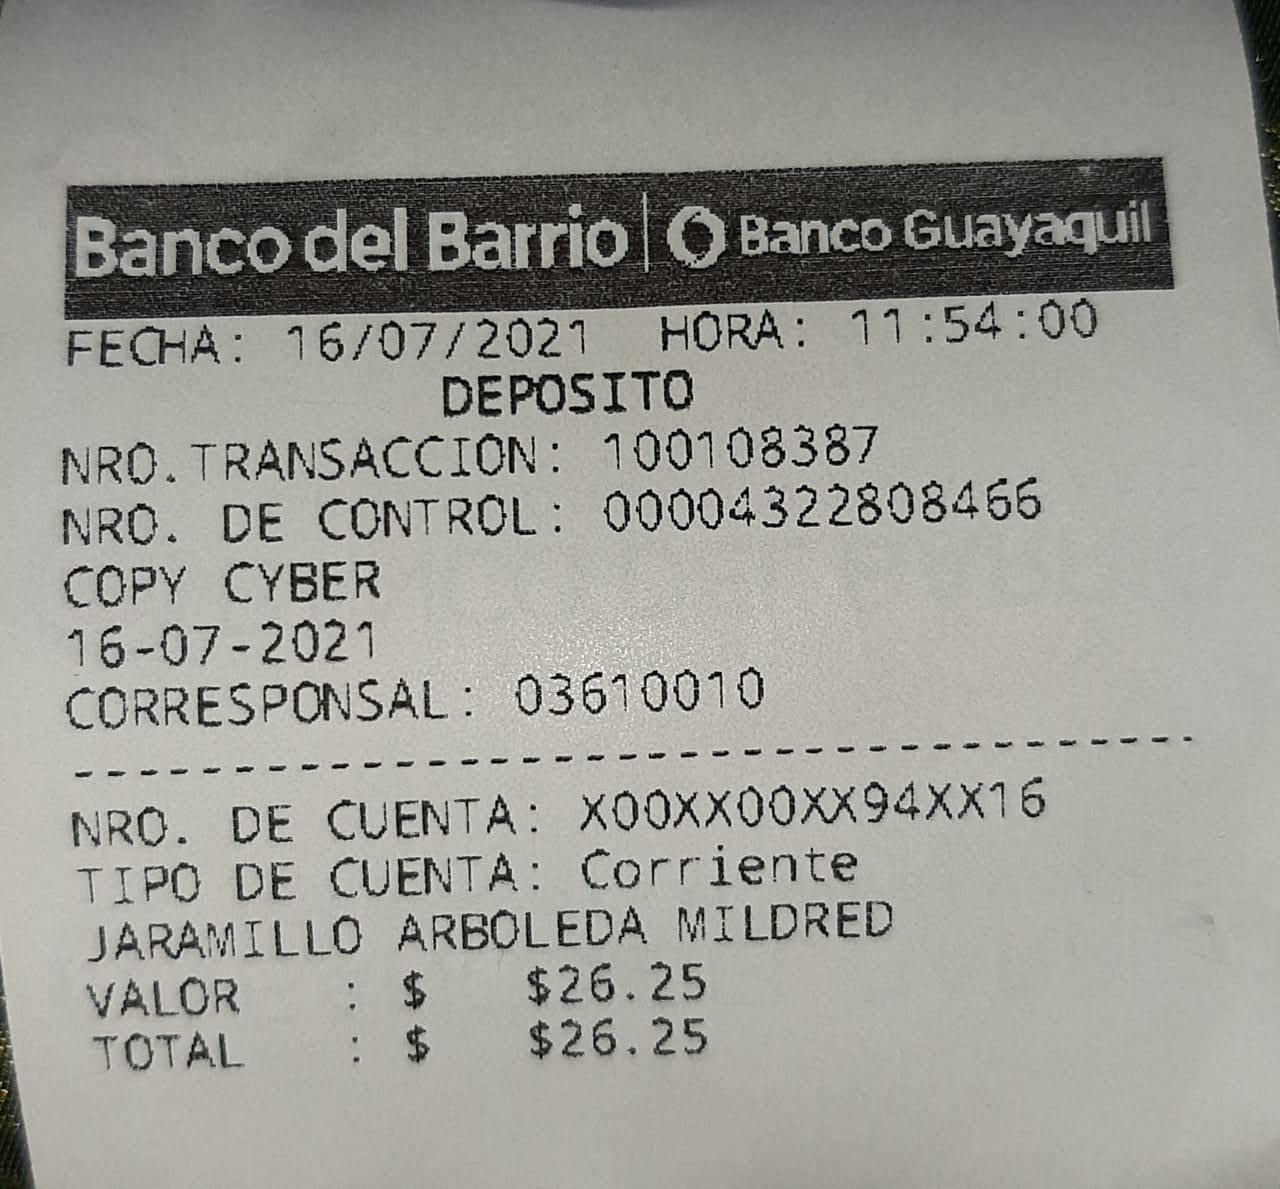 Banco del Barrio | Banco Guayaquil
FECHA: 16/07/2021 HORA: 11:54:00
DEPOSITO
NRO.TRANSACCION: 100108387
NRO. DE CONTROL: 00004322808466
COPY CYBER
16-07-2021
CORRESPONSAL: 03610010
------------------------------------
NRO. DE CUENTA: X00XX00XX94XX16
TIPO DE CUENTA: Corriente
JARAMILLO ARBOLEDA MILDRED
VALOR : $ $26.25
TOTAL : $ $26.25